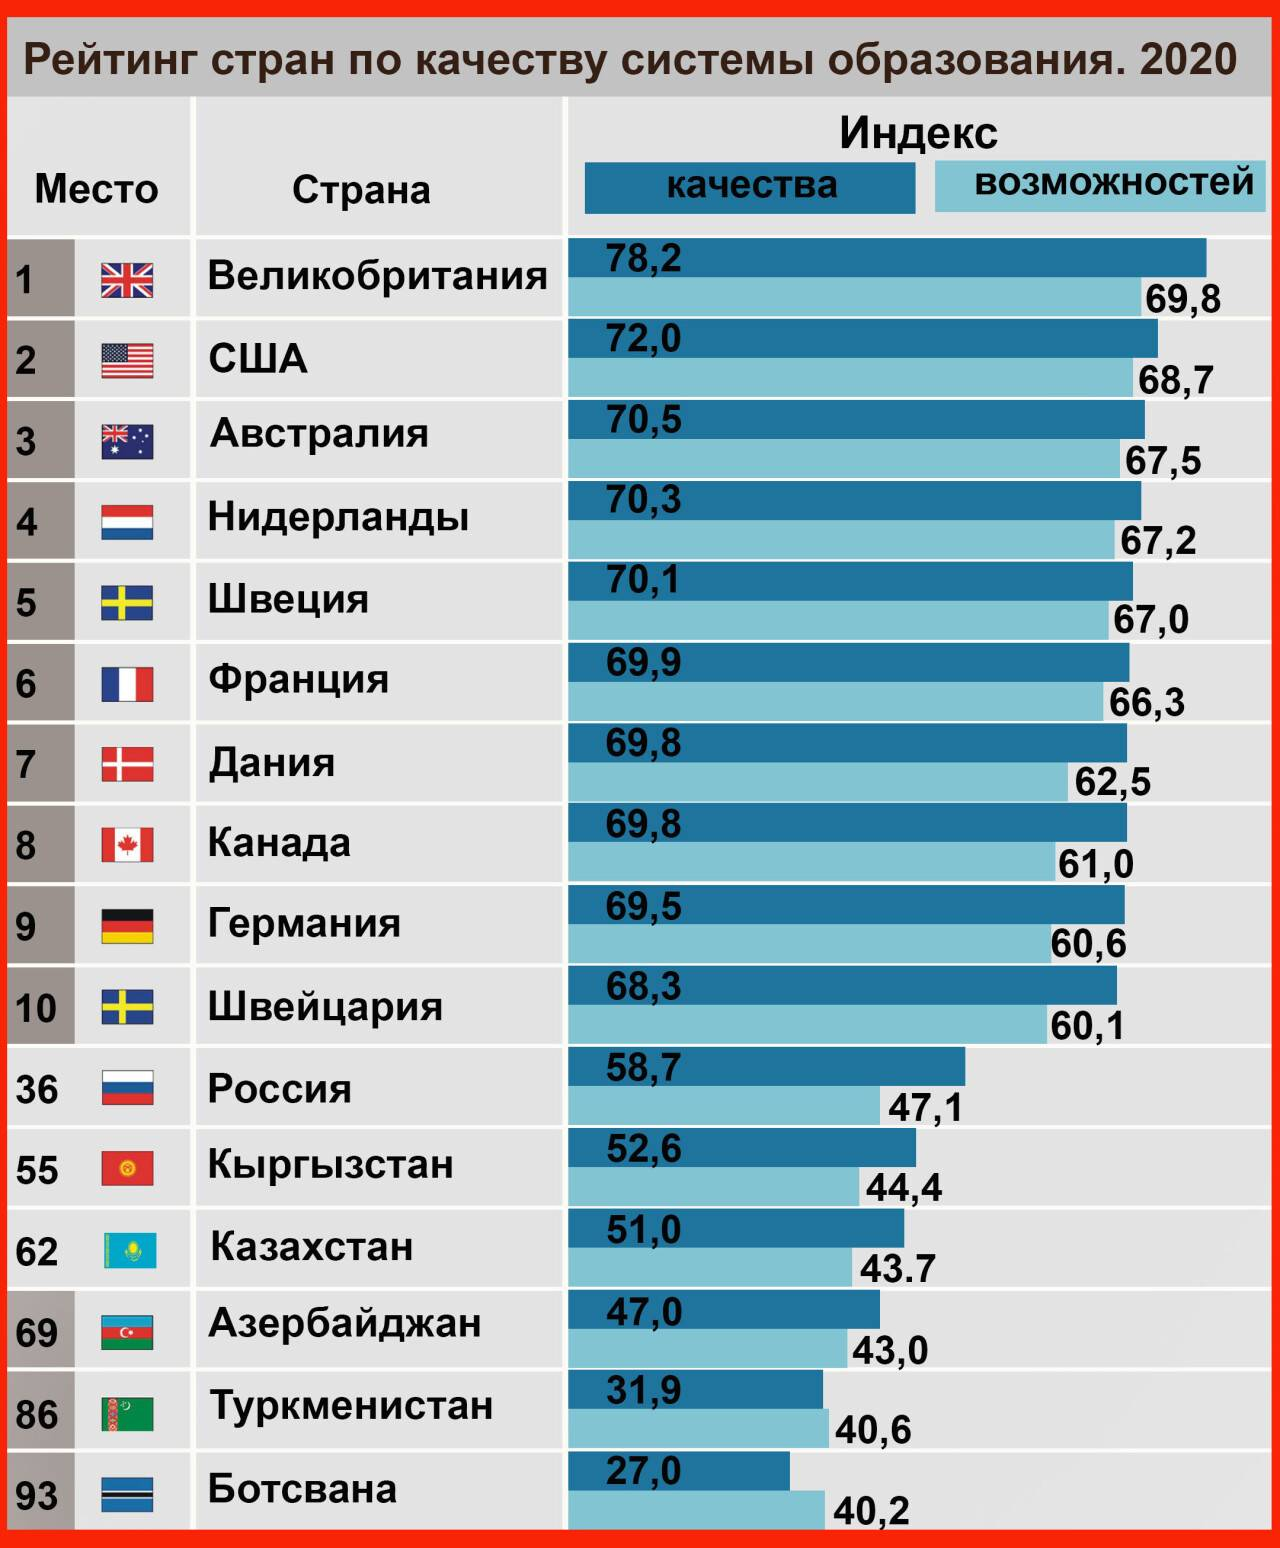 Рейтинг стран по качеству системы образования. 2020
Индекс
Место Страна качества возможностей
1 Великобритания 78,2 69,8
2 США 72,0 68,7
3 Австралия 70,5 67,5
4 Нидерланды 70,3 67,2
5 Швеция 70,1 67,0
6 Франция 69,9 66,3
7 Дания 69,8 62,5
8 Канада 69,8 61,0
9 Германия 69,5 60,6
10 Швейцария 68,3 60,1
36 Россия 58,7 47,1
55 Кыргызстан 52,6 44,4
62 Казахстан 51,0 43.7
69 Азербайджан 47,0 43,0
86 Туркменистан 31,9 40,6
93 Ботсвана 27,0 40,2